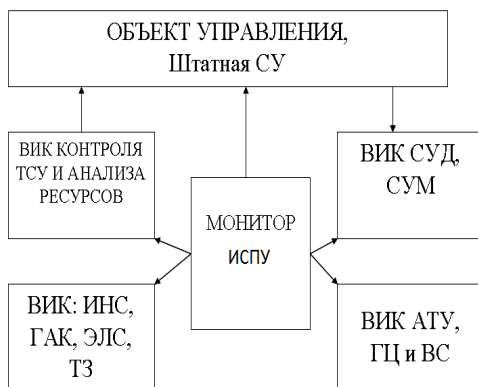 ОБЪЕКТ УПРАВЛЕНИЯ,
Штатная СУ
ВИК КОНТРОЛЯ
ТСУ И АНАЛИЗА
РЕСУРСОВ
МОНИТОР
ИСПУ
ВИК СУД,
СУМ
ВИК: ИНС,
ГАК, ЭЛС,
ТЗ
ВИК АТУ,
ГЦ и ВС